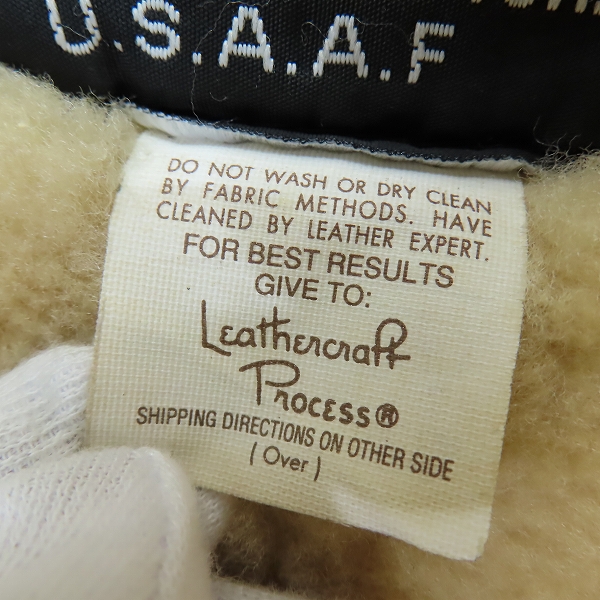 U.S.A.A.F
DO NOT WASH OR DRY CLEAN
BY FABRIC METHODS. HAVE
CLEANED BY LEATHER EXPERT.
FOR BEST RESULTS
GIVE TO:
Leathercraft
Process®
SHIPPING DIRECTIONS ON OTHER SIDE
(Over)